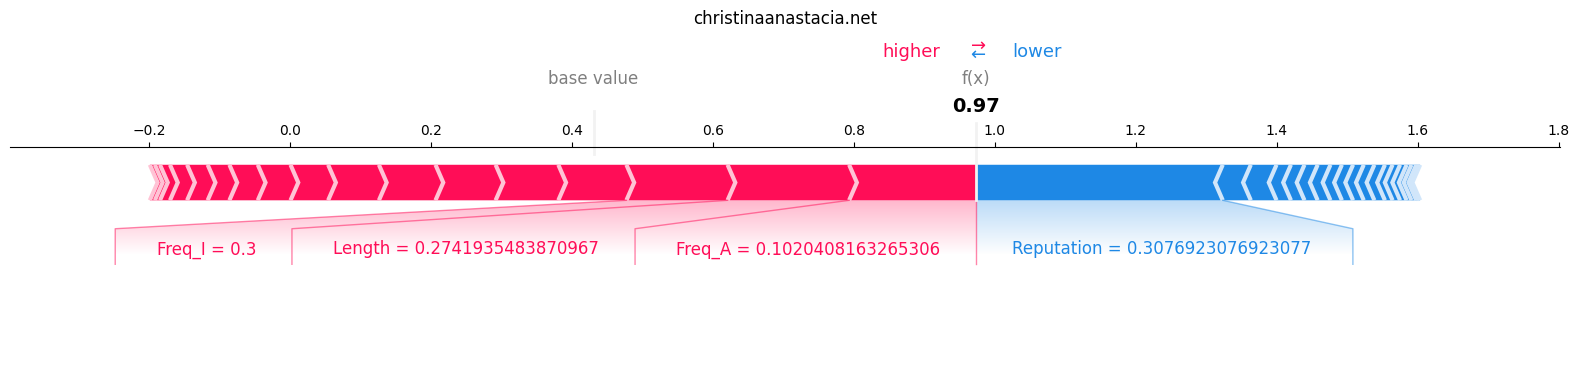 christinaanastacia.net
higher ⇄ lower
base value f(x)
0.97
−0.2 0.0 0.2 0.4 0.6 0.8 1.0 1.2 1.4 1.6 1.8
Freq_I = 0.3 Length = 0.2741935483870967 Freq_A = 0.1020408163265306 Reputation = 0.3076923076923077